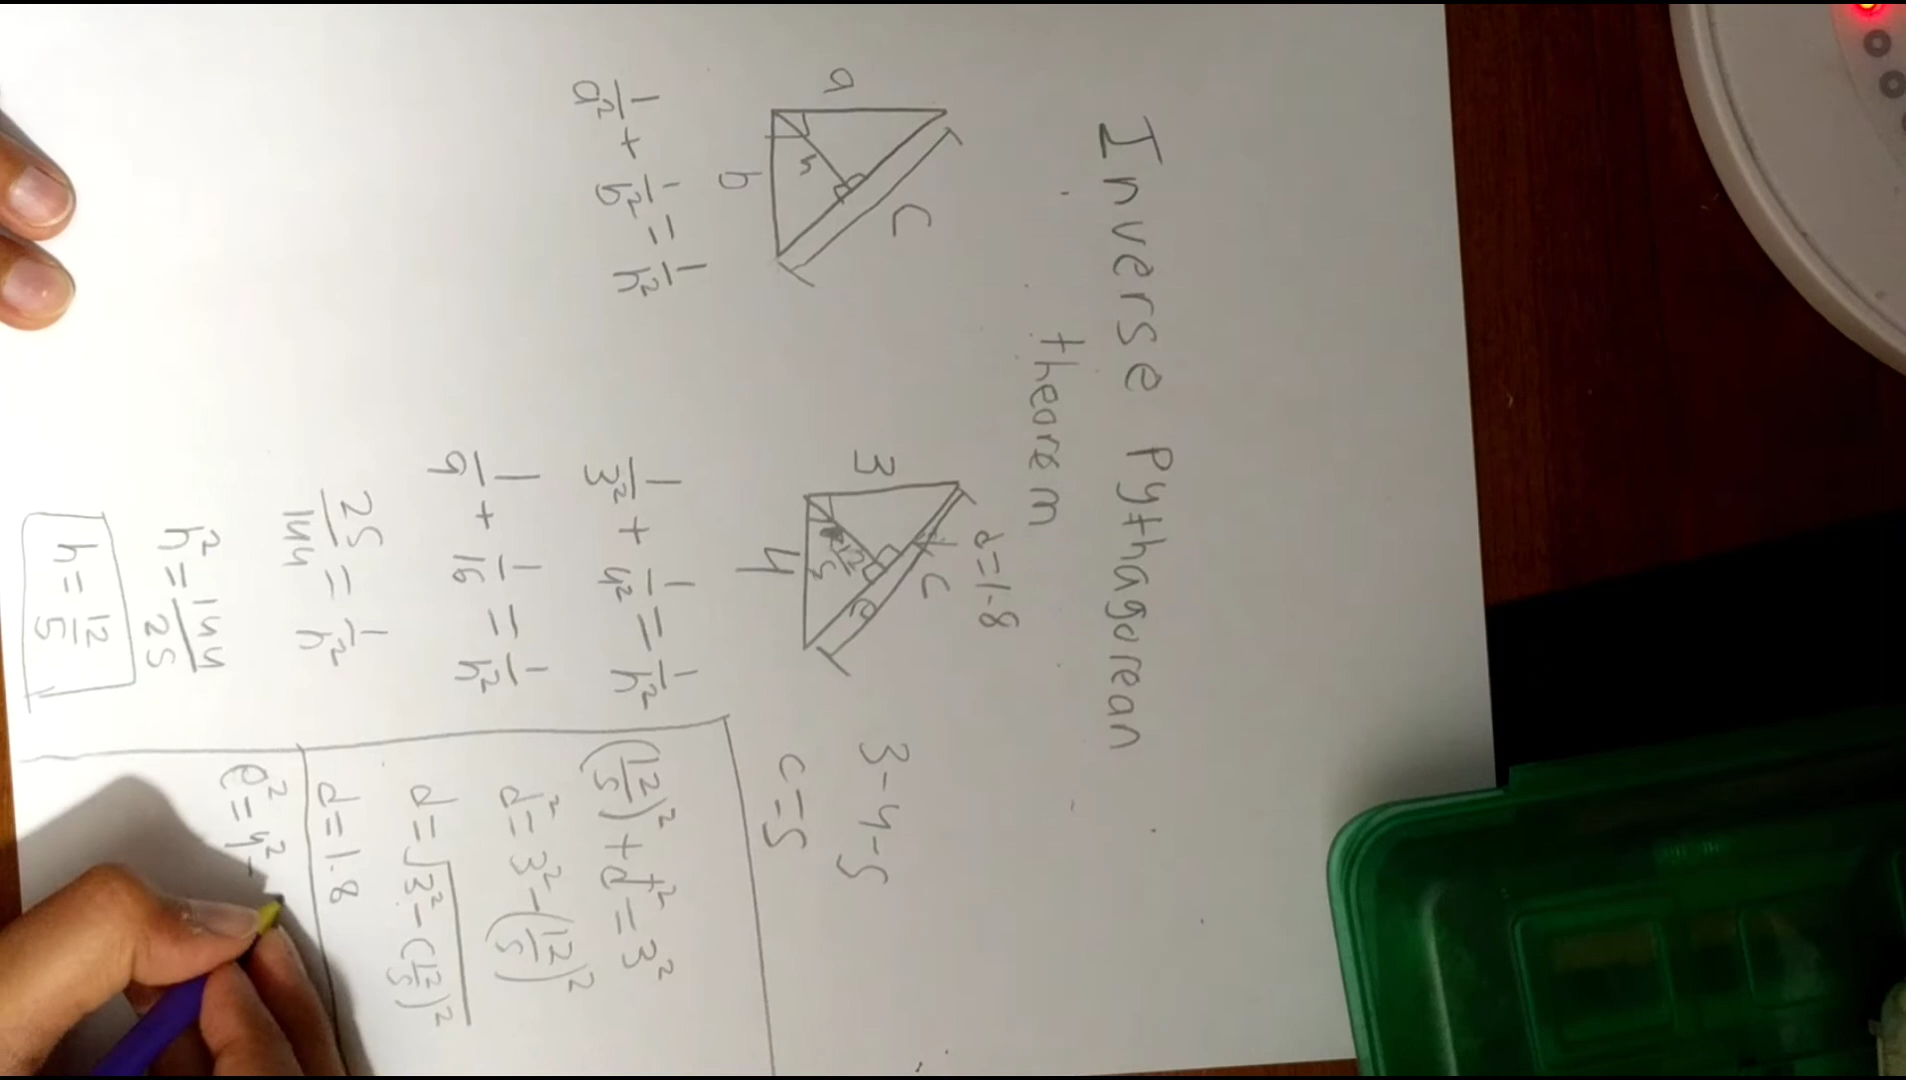 Inverse Pythagorean
theorem
a
b
h
C
1/a² + 1/b² = 1/h²
3
4
12/5
d=1.8
C
e
3-4-5
c=5
1/3² + 1/4² = 1/h²
1/9 + 1/16 = 1/h²
25/144 = 1/h²
h² = 144/25
h = 12/5
(12/5)² + d² = 3²
d² = 3² - (12/5)²
d = √3² - (12/5)²
d = 1.8
e² = 4² -